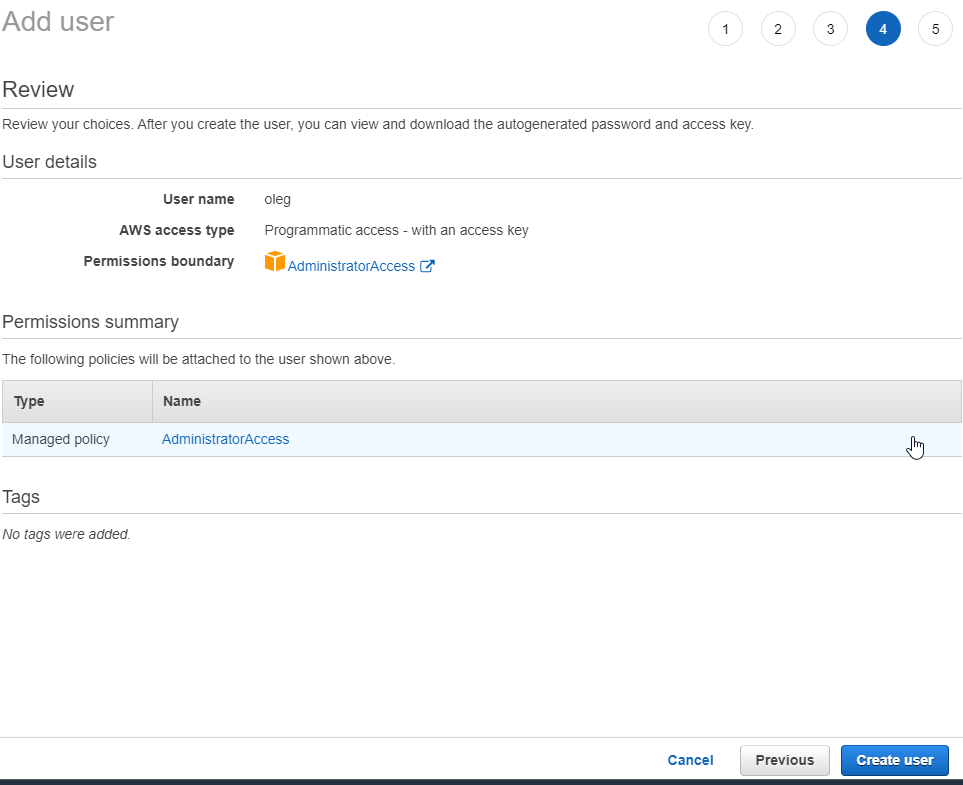 Add user
1 2 3 4 5
Review
Review your choices. After you create the user, you can view and download the autogenerated password and access key.
User details
User name oleg
AWS access type Programmatic access - with an access key
Permissions boundary AdministratorAccess
Permissions summary
The following policies will be attached to the user shown above.
Type Name
Managed policy AdministratorAccess
Tags
No tags were added.
Cancel Previous Create user